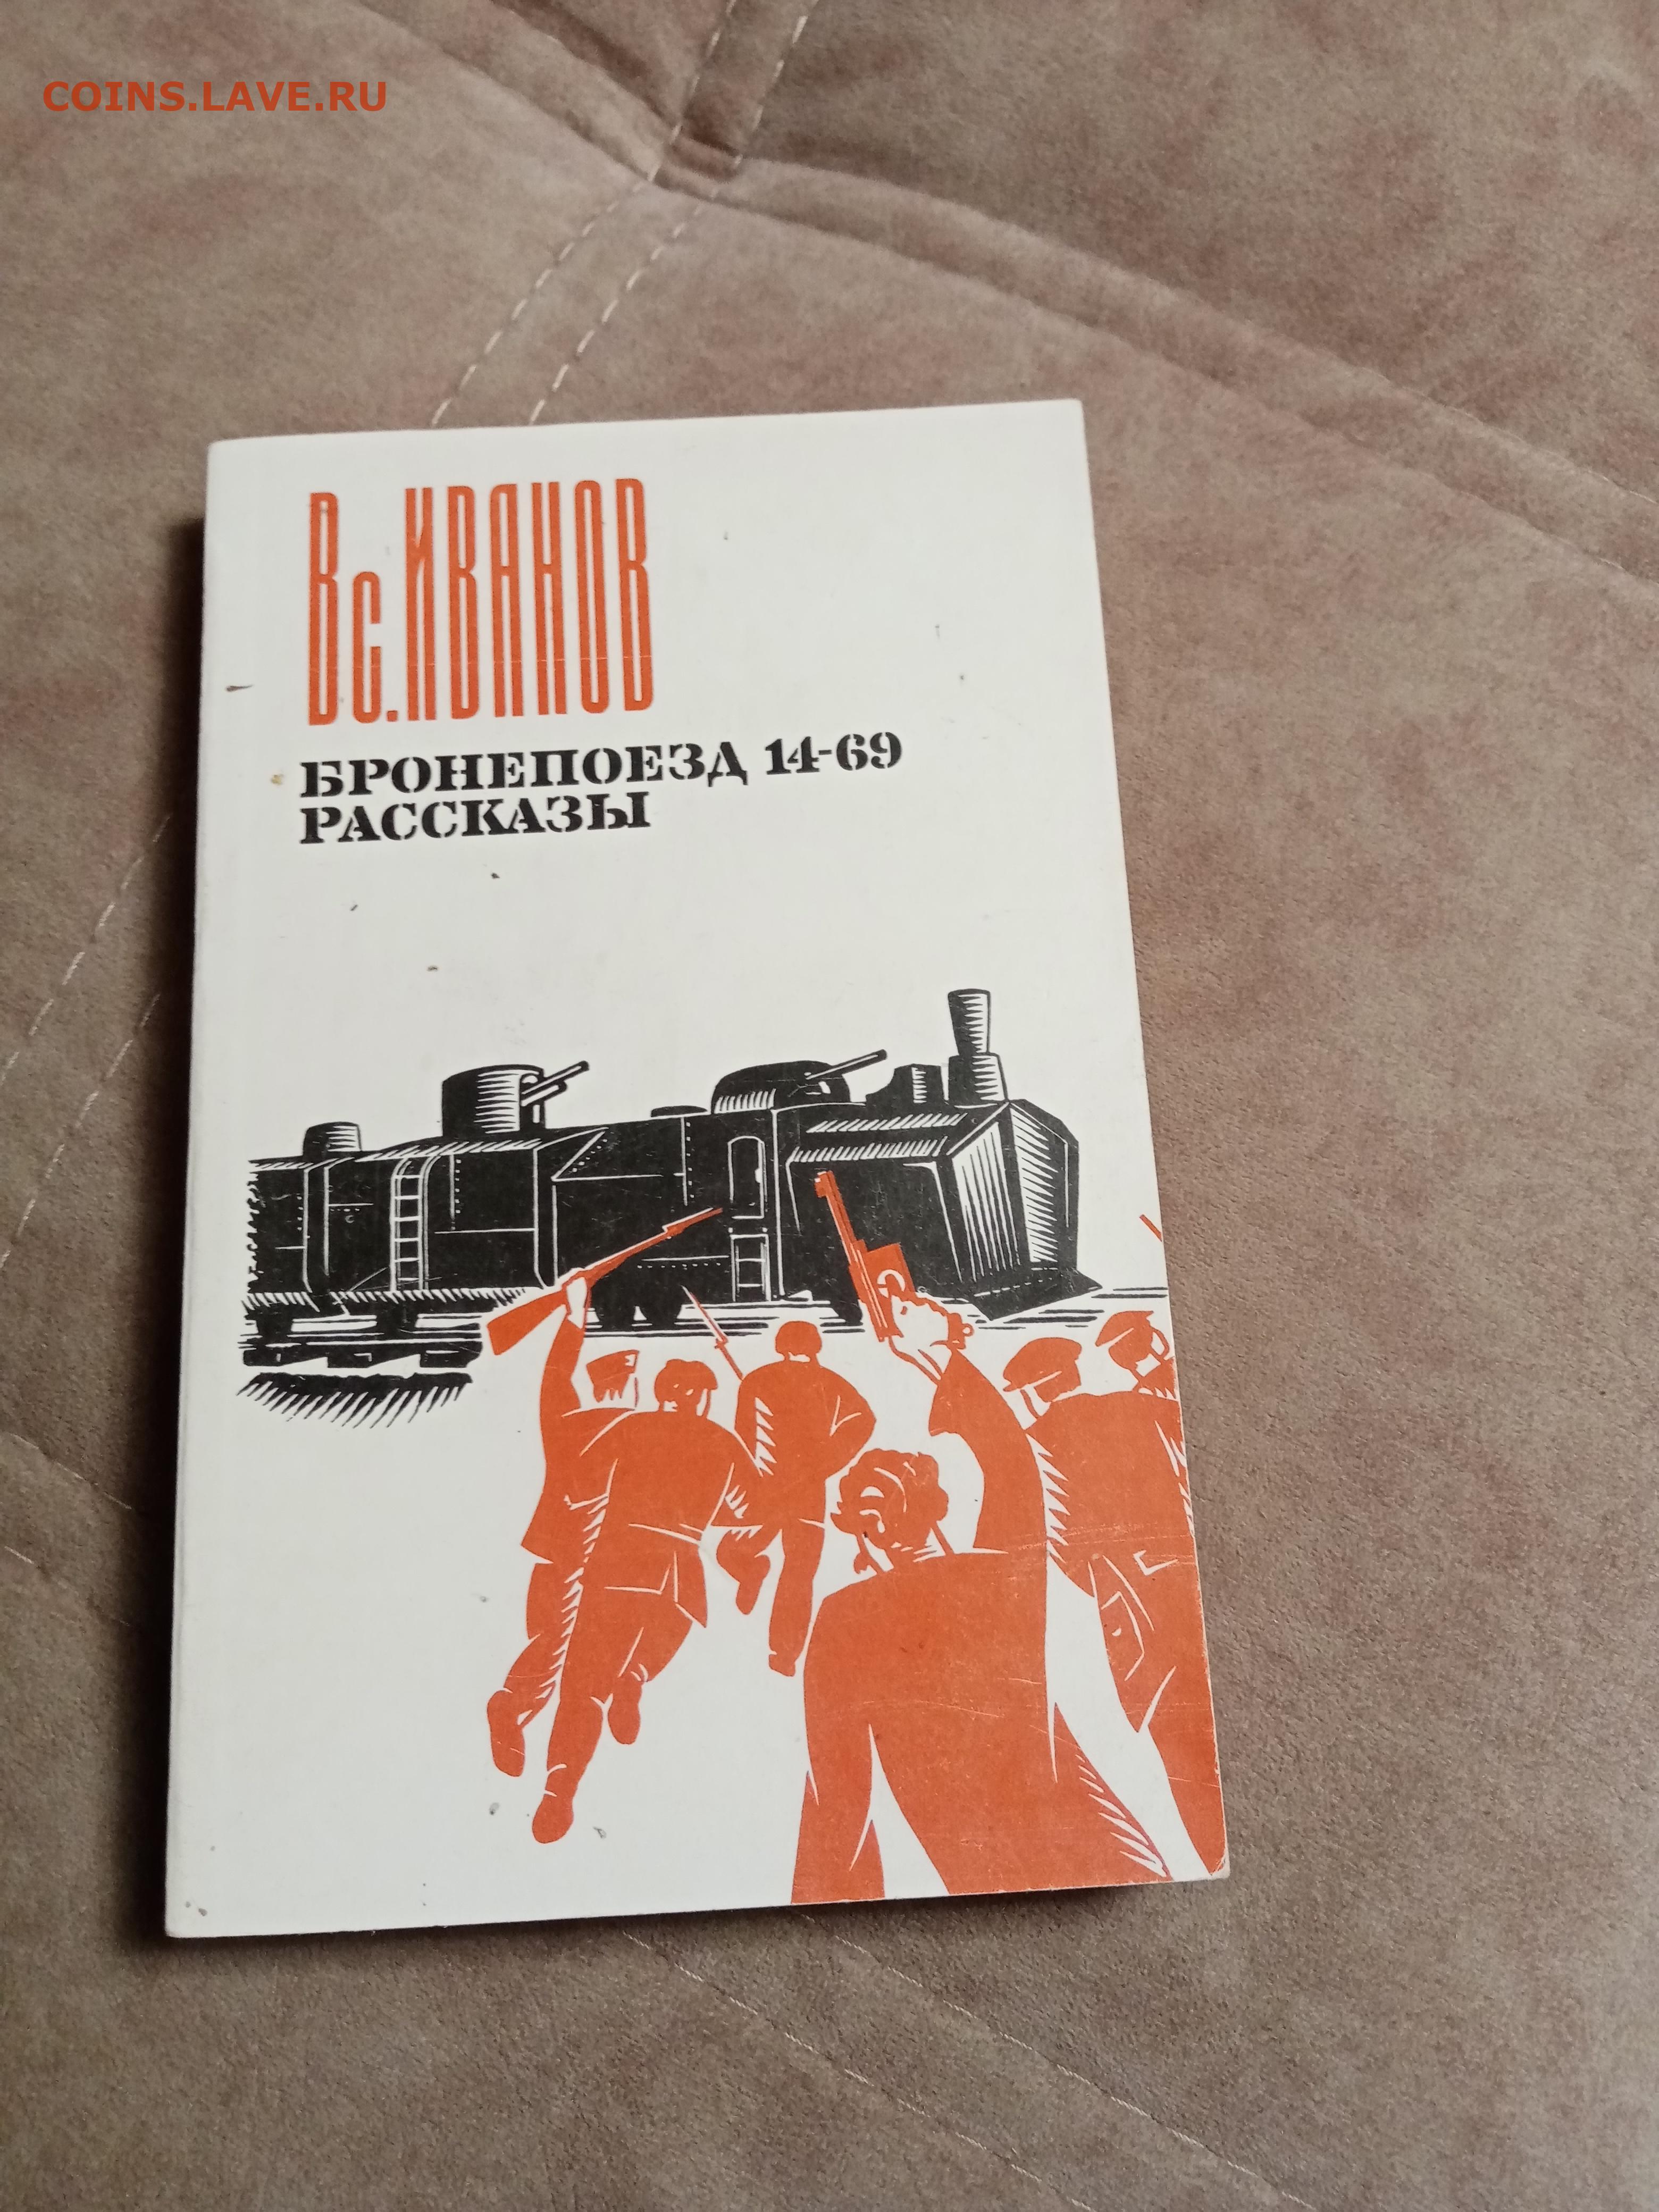 COINS.LAVE.RU
Вс.ИВАНОВ
БРОНЕПОЕЗД 14-69
РАССКАЗЫ